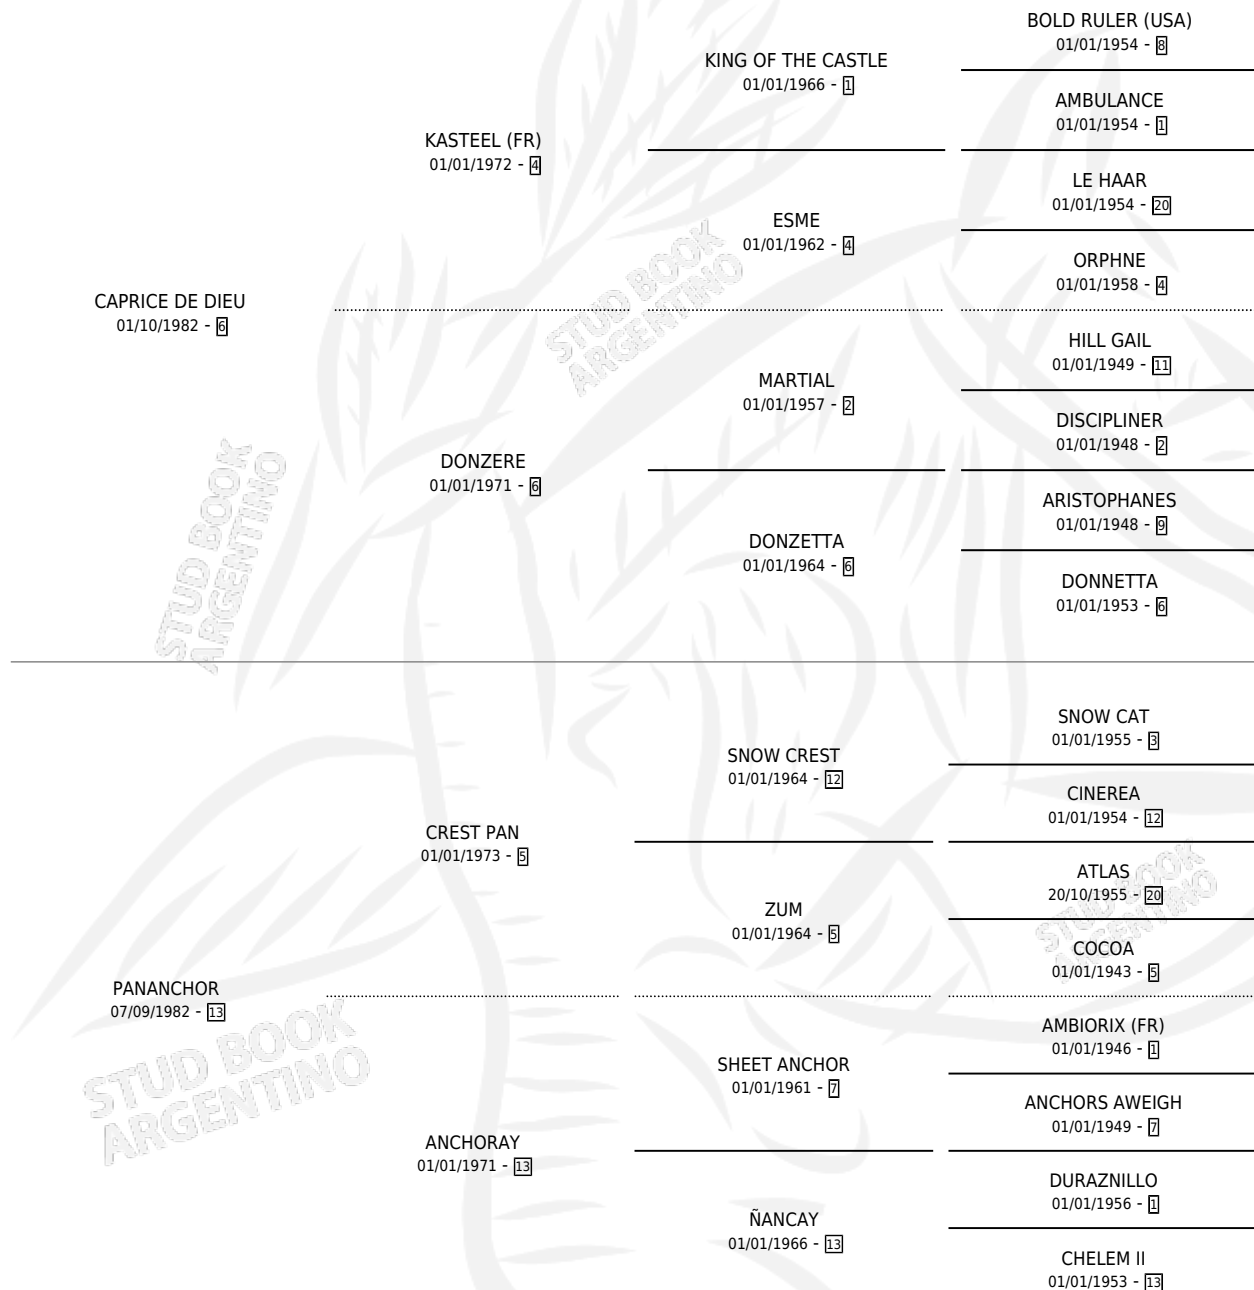 BOLD RULER (USA)
01/01/1954 - 8
KING OF THE CASTLE
01/01/1966 - 1
AMBULANCE
01/01/1954 - 1
KASTEEL (FR)
01/01/1972 - 4
LE HAAR
01/01/1954 - 20
ESME
01/01/1962 - 4
ORPHNE
01/01/1958 - 4
CAPRICE DE DIEU
01/10/1982 - 6
HILL GAIL
01/01/1949 - 11
MARTIAL
01/01/1957 - 2
DISCIPLINER
01/01/1948 - 2
DONZERE
01/01/1971 - 6
ARISTOPHANES
01/01/1948 - 9
DONZETTA
01/01/1964 - 6
DONNETTA
01/01/1953 - 6
SNOW CAT
01/01/1955 - 3
SNOW CREST
01/01/1964 - 12
CINEREA
01/01/1954 - 12
CREST PAN
01/01/1973 - 5
ATLAS
20/10/1955 - 20
ZUM
01/01/1964 - 5
COCOA
01/01/1943 - 5
PANANCHOR
07/09/1982 - 13
AMBIORIX (FR)
01/01/1946 - 1
SHEET ANCHOR
01/01/1961 - 7
ANCHORS AWEIGH
01/01/1949 - 7
ANCHORAY
01/01/1971 - 13
DURAZNILLO
01/01/1956 - 1
ÑANCAY
01/01/1966 - 13
CHELEM II
01/01/1953 - 13
STUD BOOK
ARGENTINO
STUD BOOK
ARGENTINO
STUD BOOK
ARGENTINO
STUD BOOK
ARGENTINO